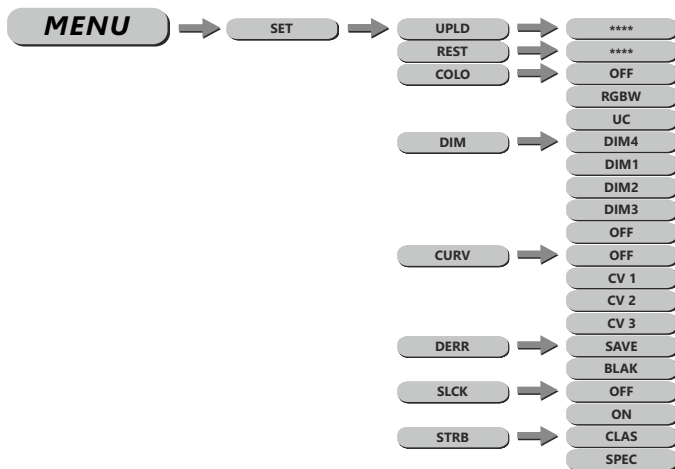 MENU SET UPLD ****
REST ****
COLO OFF
RGBW
UC
DIM DIM4
DIM1
DIM2
DIM3
OFF
CURV OFF
CV 1
CV 2
CV 3
DERR SAVE
BLAK
SLCK OFF
ON
STRB CLAS
SPEC